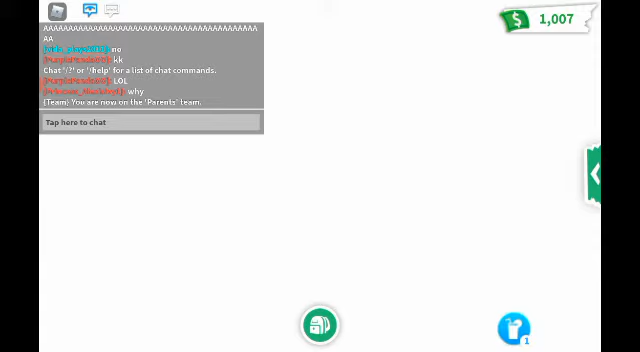 1,007
AAAAAAAAAAAAAAAAAAAAAAAAAAAAAAAAAAAAAAAAAA
AA
no
kk
Chat '/?' or '/help' for a list of chat commands.
LOL
why
{Team} You are now on the 'Parents' team.
Tap here to chat
1